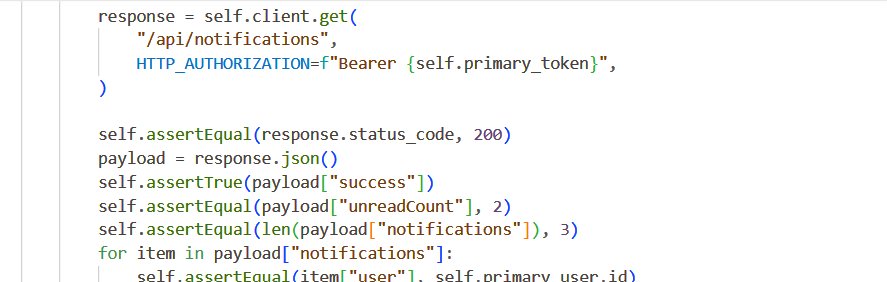 response = self.client.get(
"/api/notifications",
HTTP_AUTHORIZATION=f"Bearer {self.primary_token}",
)
self.assertEqual(response.status_code, 200)
payload = response.json()
self.assertTrue(payload["success"])
self.assertEqual(payload["unreadCount"], 2)
self.assertEqual(len(payload["notifications"]), 3)
for item in payload["notifications"]:
self.assertEqual(item["user"], self.primary_user.id)